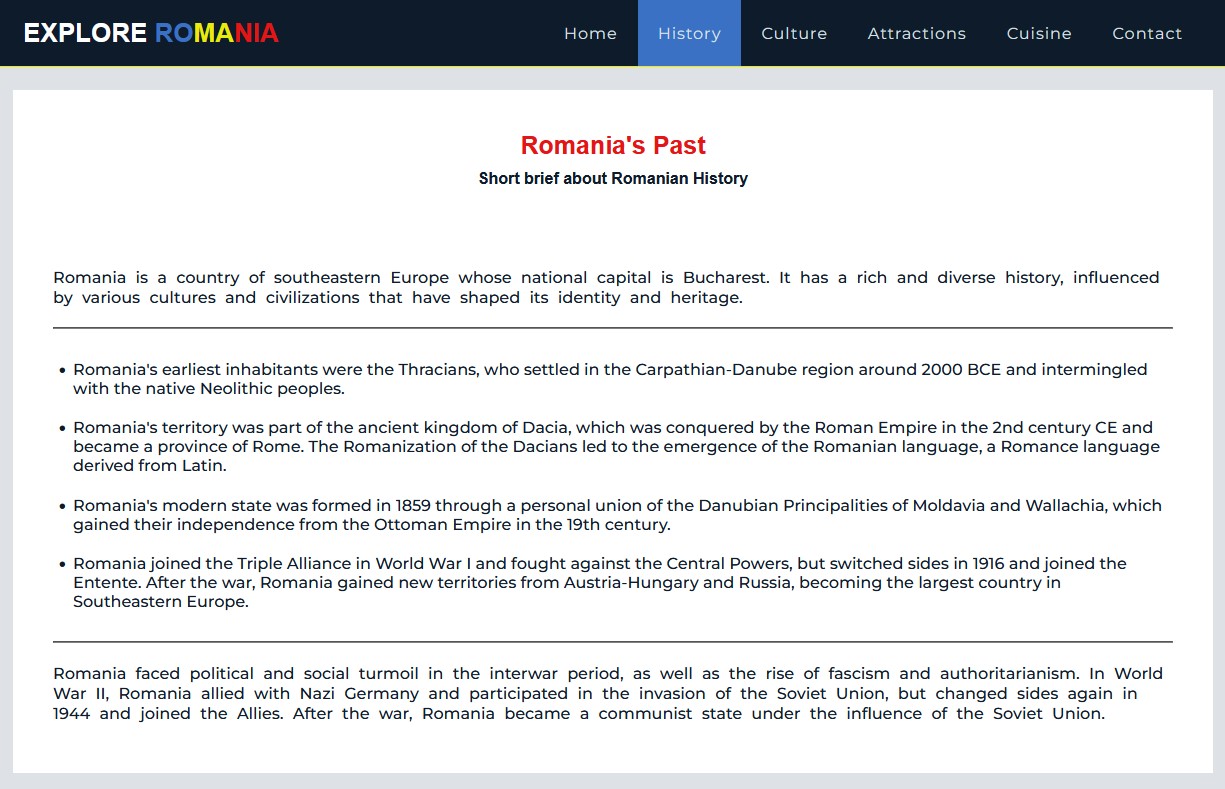 EXPLORE ROMANIA
Home History Culture Attractions Cuisine Contact
Romania's Past
Short brief about Romanian History
Romania is a country of southeastern Europe whose national capital is Bucharest. It has a rich and diverse history, influenced
by various cultures and civilizations that have shaped its identity and heritage.
• Romania's earliest inhabitants were the Thracians, who settled in the Carpathian-Danube region around 2000 BCE and intermingled
with the native Neolithic peoples.
• Romania's territory was part of the ancient kingdom of Dacia, which was conquered by the Roman Empire in the 2nd century CE and
became a province of Rome. The Romanization of the Dacians led to the emergence of the Romanian language, a Romance language
derived from Latin.
• Romania's modern state was formed in 1859 through a personal union of the Danubian Principalities of Moldavia and Wallachia, which
gained their independence from the Ottoman Empire in the 19th century.
• Romania joined the Triple Alliance in World War I and fought against the Central Powers, but switched sides in 1916 and joined the
Entente. After the war, Romania gained new territories from Austria-Hungary and Russia, becoming the largest country in
Southeastern Europe.
Romania faced political and social turmoil in the interwar period, as well as the rise of fascism and authoritarianism. In World
War II, Romania allied with Nazi Germany and participated in the invasion of the Soviet Union, but changed sides again in
1944 and joined the Allies. After the war, Romania became a communist state under the influence of the Soviet Union.